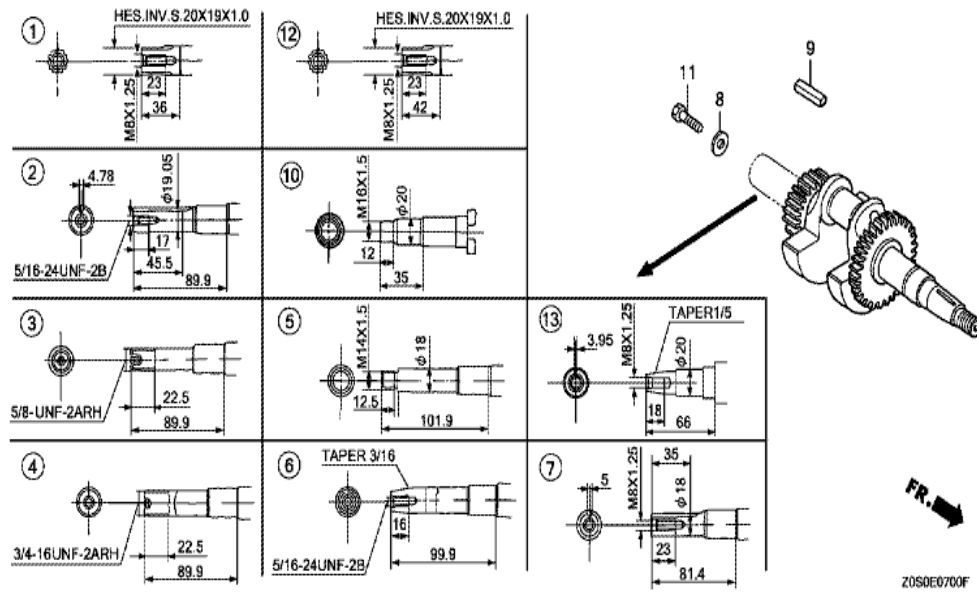 1
HES.INV.S.20X19X1.0
M8X1.25
23
36
12
HES.INV.S.20X19X1.0
M8X1.25
23
42
11
8
9
2
4.78
ϕ19.05
17
5/16-24UNF-2B
45.5
89.9
10
M16X1.5
ϕ20
12
35
3
5/8-UNF-2ARH
22.5
89.9
5
M14X1.5
ϕ18
12.5
101.9
13
3.95
M8X1.25
TAPER1/5
ϕ20
18
66
4
3/4-16UNF-2ARH
22.5
89.9
6
TAPER 3/16
16
5/16-24UNF-2B
99.9
7
5
M8X1.25
35
ϕ18
23
81.4
FR.
Z0S0E0700F